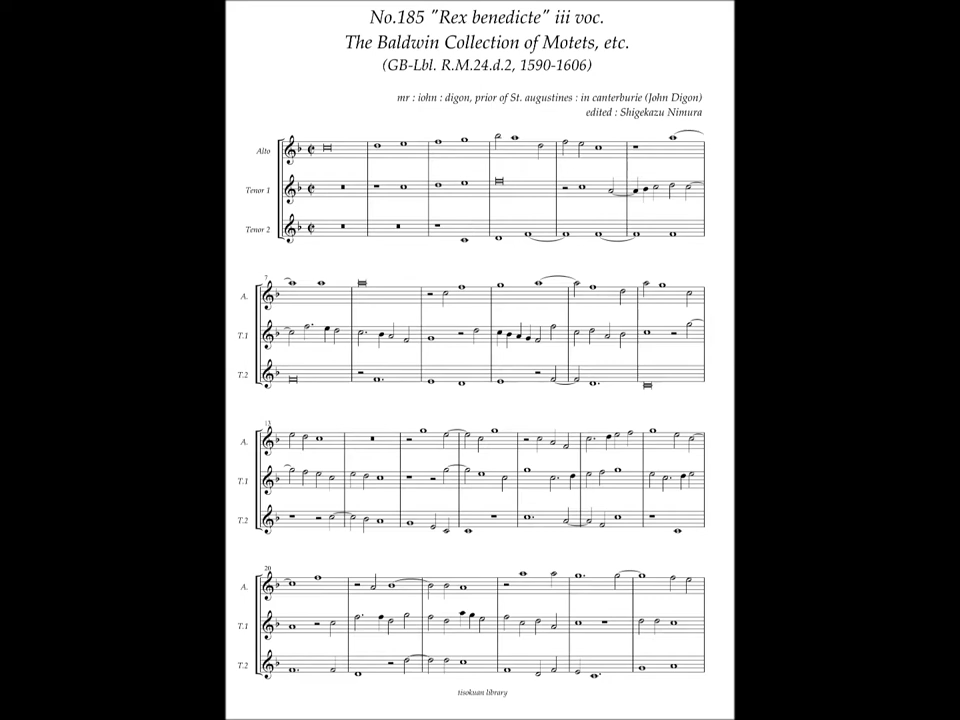 No.185 "Rex benedicte" iii voc.
The Baldwin Collection of Motets, etc.
(GB-Lbl. R.M.24.d.2, 1590-1606)
mr : iohn : digon, prior of St. augustines : in canterburie (John Digon)
edited : Shigekazu Nimura
Alto
Tenor 1
Tenor 2
7
A.
T.1
T.2
13
A.
T.1
T.2
20
A.
T.1
T.2
tisokuan library